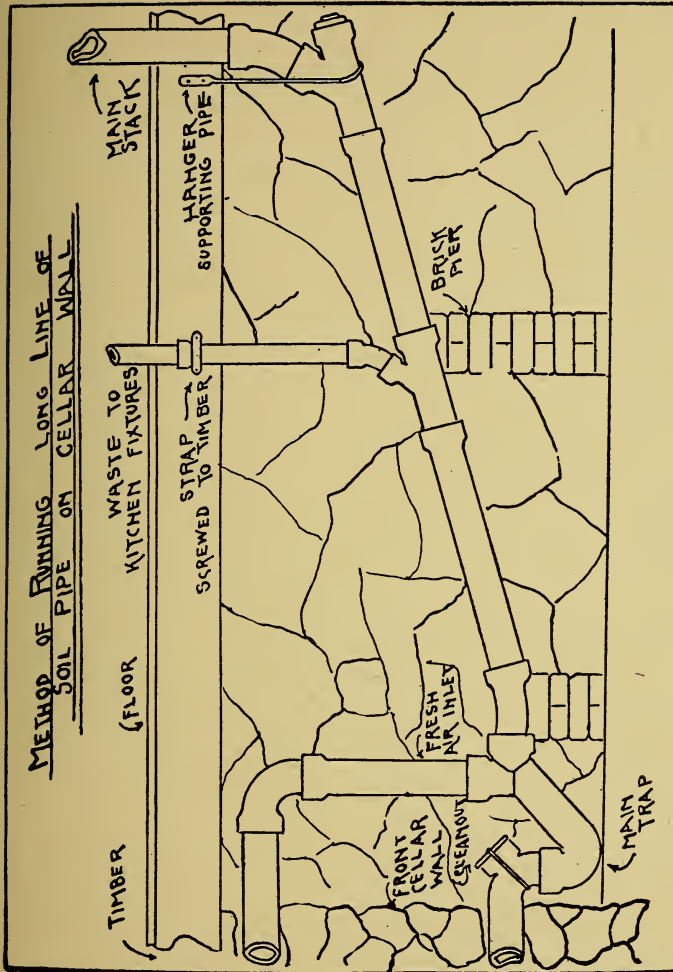 METHOD OF RUNNING LONG LINE OF
SOIL PIPE ON CELLAR WALL
TIMBER
FLOOR
WASTE TO
KITCHEN FIXTURES
MAIN
STACK
STRAP
SCREWED TO TIMBER
HANGER
SUPPORTING PIPE
FRONT
CELLAR
WALL
CLEANOUT
FRESH
AIR INLET
BRICK
PIER
MAIN
TRAP